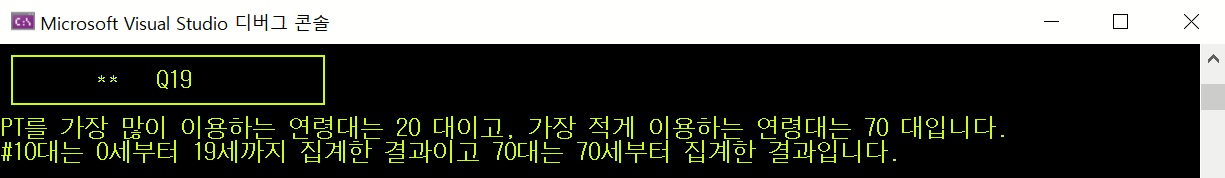 Microsoft Visual Studio 디버그 콘솔
** Q19
PT를 가장 많이 이용하는 연령대는 20 대이고, 가장 적게 이용하는 연령대는 70 대입니다.
#10대는 0세부터 19세까지 집계한 결과이고 70대는 70세부터 집계한 결과입니다.